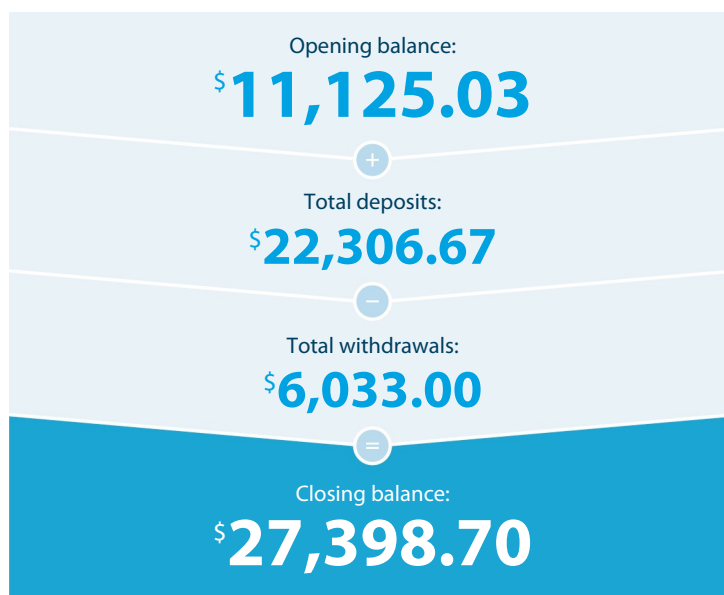 Opening balance:
$11,125.03
+
Total deposits:
$22,306.67
−
Total withdrawals:
$6,033.00
=
Closing balance:
$27,398.70